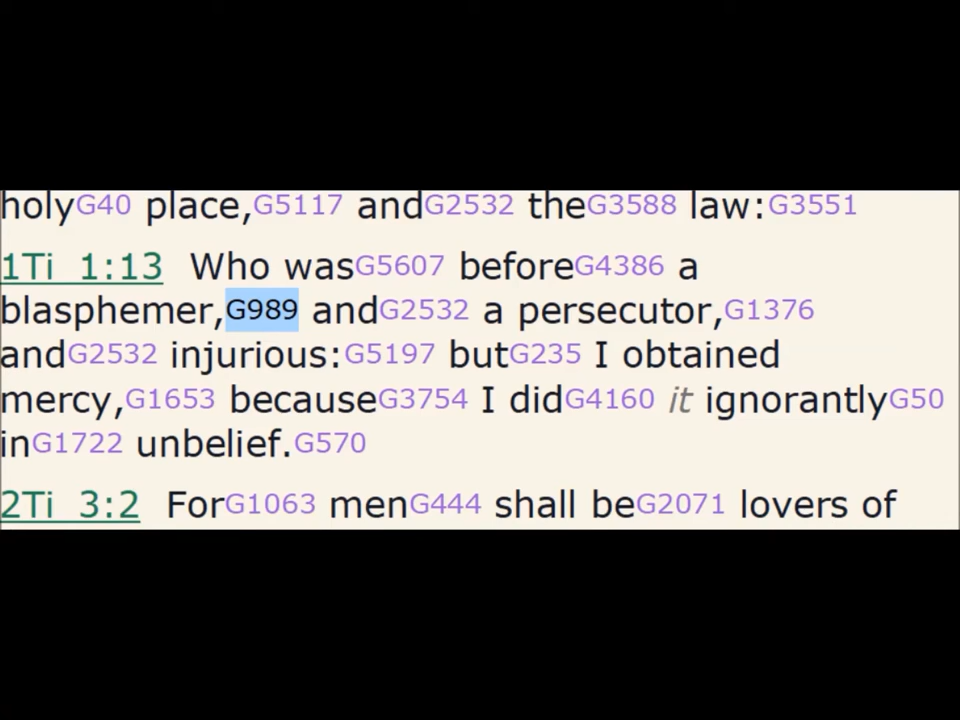 holyG40 place,G5117 andG2532 theG3588 law:G3551
1Ti 1:13 Who wasG5607 beforeG4386 a
blasphemer,G989 andG2532 a persecutor,G1376
andG2532 injurious:G5197 butG235 I obtained
mercy,G1653 becauseG3754 I didG4160 it ignorantlyG50
inG1722 unbelief.G570
2Ti 3:2 ForG1063 menG444 shall beG2071 lovers of